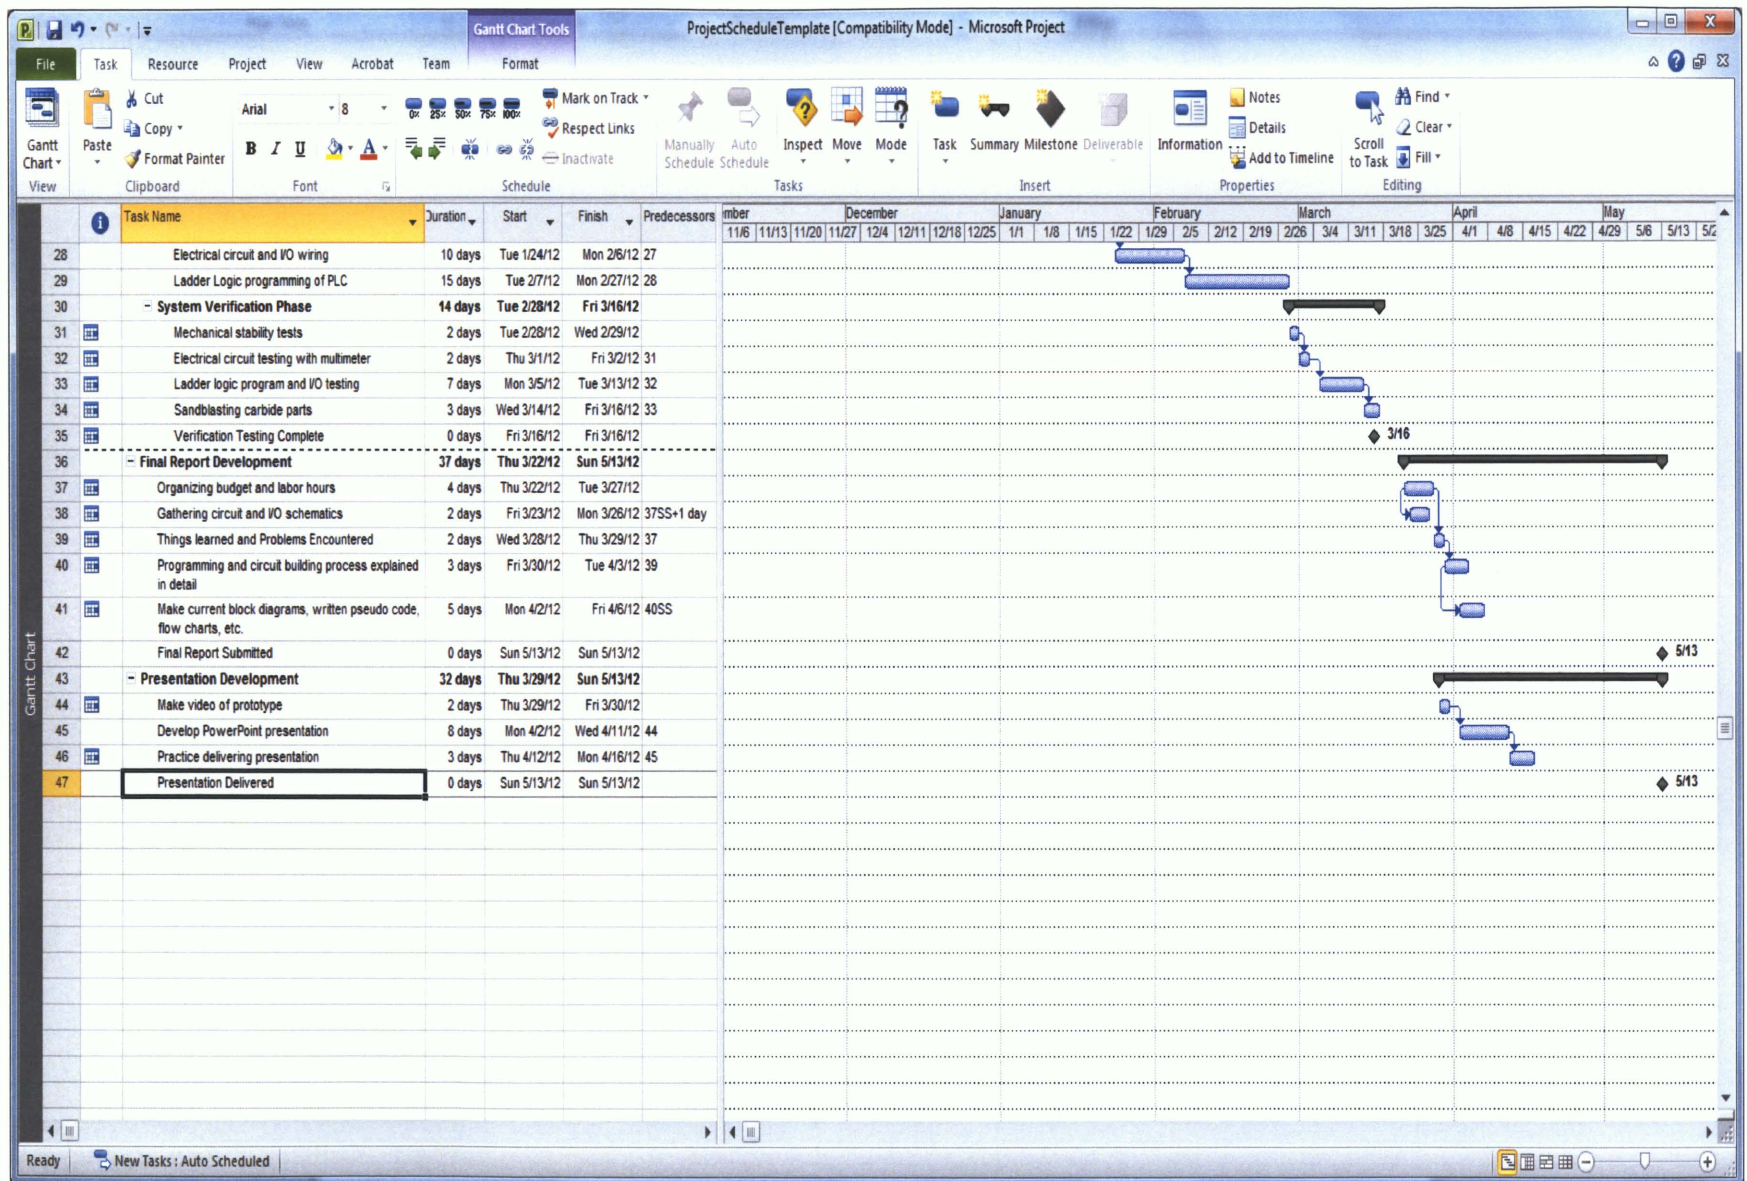 ProjectScheduleTemplate [Compatibility Mode] - Microsoft Project
Gantt Chart Tools
File Task Resource Project View Acrobat Team Format
Gantt Chart
View
Paste
Cut
Copy
Format Painter
Clipboard
Arial 8
B I U A
Font
0% 25% 50% 75% 100%
Mark on Track
Respect Links
Inactivate
Schedule
Manually Schedule
Auto Schedule
Inspect Move Mode
Tasks
Task Summary Milestone Deliverable
Insert
Information
Notes
Details
Add to Timeline
Properties
Scroll to Task
Find
Clear
Fill
Editing
Task Name Duration Start Finish Predecessors
mber December January February March April May
11/6 11/13 11/20 11/27 12/4 12/11 12/18 12/25 1/1 1/8 1/15 1/22 1/29 2/5 2/12 2/19 2/26 3/4 3/11 3/18 3/25 4/1 4/8 4/15 4/22 4/29 5/6 5/13 5/2
28 Electrical circuit and I/O wiring 10 days Tue 1/24/12 Mon 2/6/12 27
29 Ladder Logic programming of PLC 15 days Tue 2/7/12 Mon 2/27/12 28
30 - System Verification Phase 14 days Tue 2/28/12 Fri 3/16/12
31 Mechanical stability tests 2 days Tue 2/28/12 Wed 2/29/12
32 Electrical circuit testing with multimeter 2 days Thu 3/1/12 Fri 3/2/12 31
33 Ladder logic program and I/O testing 7 days Mon 3/5/12 Tue 3/13/12 32
34 Sandblasting carbide parts 3 days Wed 3/14/12 Fri 3/16/12 33
35 Verification Testing Complete 0 days Fri 3/16/12 Fri 3/16/12 3/16
36 - Final Report Development 37 days Thu 3/22/12 Sun 5/13/12
37 Organizing budget and labor hours 4 days Thu 3/22/12 Tue 3/27/12
38 Gathering circuit and I/O schematics 2 days Fri 3/23/12 Mon 3/26/12 37SS+1 day
39 Things learned and Problems Encountered 2 days Wed 3/28/12 Thu 3/29/12 37
40 Programming and circuit building process explained 3 days Fri 3/30/12 Tue 4/3/12 39
in detail
41 Make current block diagrams, written pseudo code, 5 days Mon 4/2/12 Fri 4/6/12 40SS
flow charts, etc.
42 Final Report Submitted 0 days Sun 5/13/12 Sun 5/13/12 5/13
43 - Presentation Development 32 days Thu 3/29/12 Sun 5/13/12
44 Make video of prototype 2 days Thu 3/29/12 Fri 3/30/12
45 Develop PowerPoint presentation 8 days Mon 4/2/12 Wed 4/11/12 44
46 Practice delivering presentation 3 days Thu 4/12/12 Mon 4/16/12 45
47 Presentation Delivered 0 days Sun 5/13/12 Sun 5/13/12 5/13
Gantt Chart
Ready New Tasks : Auto Scheduled